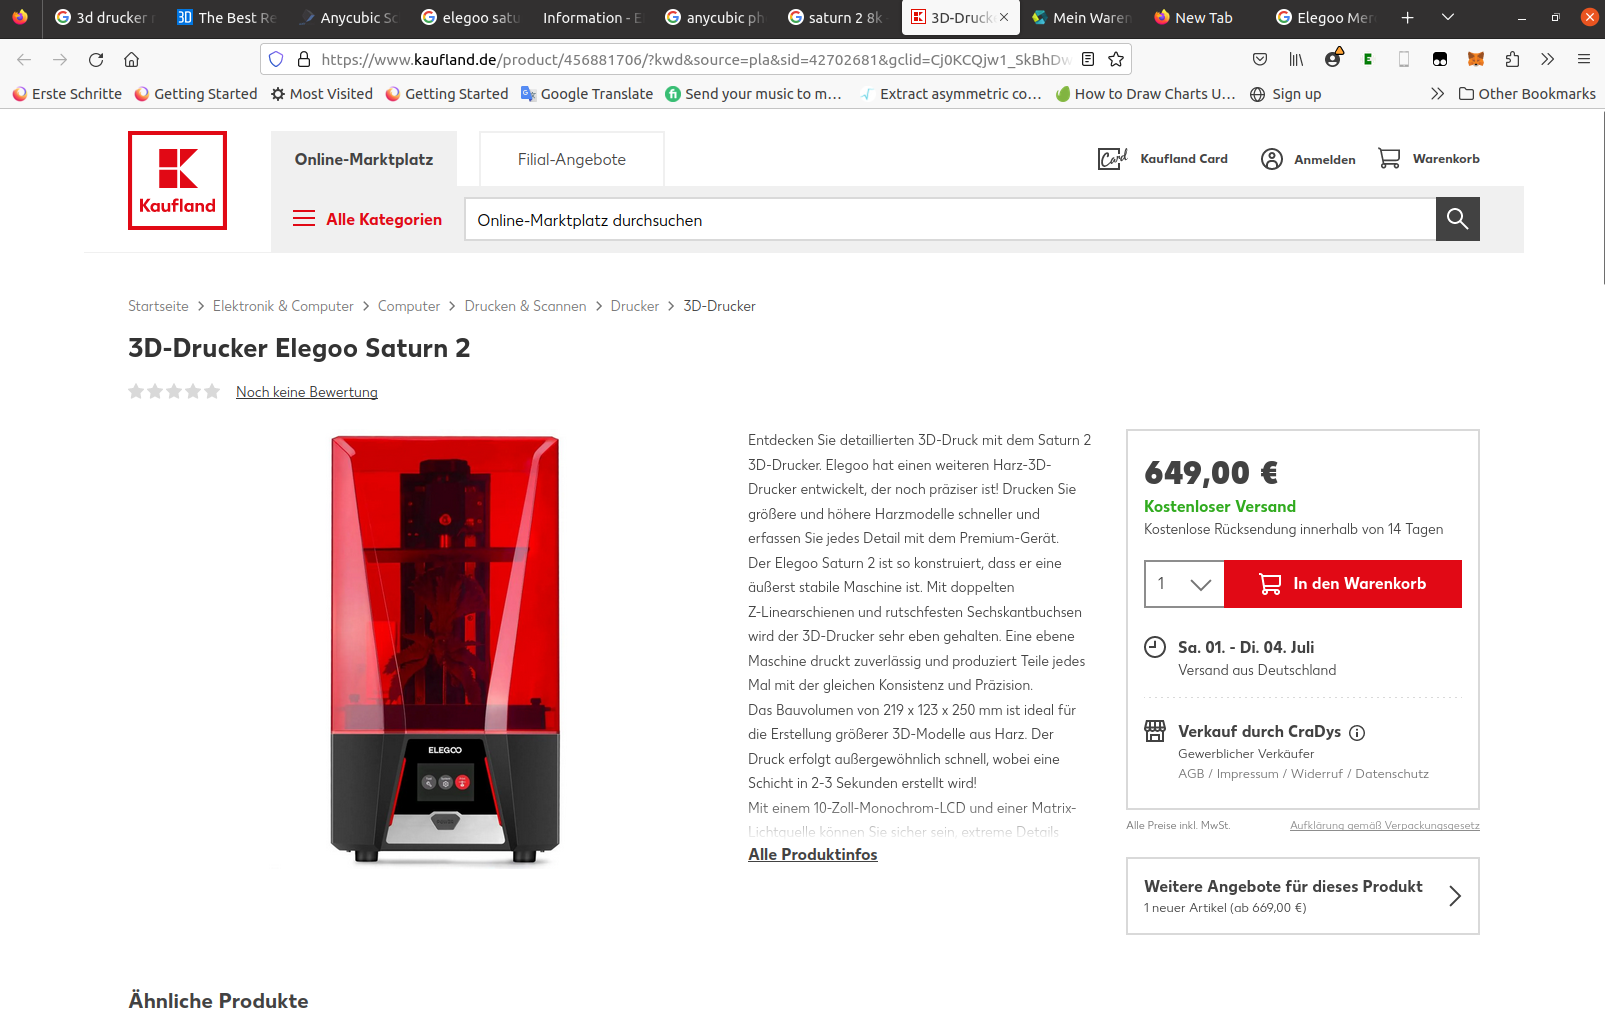 3d drucker
The Best Re
Anycubic Sc
elegoo satu
Information - E
anycubic ph
saturn 2 8k
3D-Druck
Mein Waren
New Tab
Elegoo Mer
https://www.kaufland.de/product/456881706/?kwd&source=pla&sid=42702681&gclid=Cj0KCQjw1_SkBhDw
Erste Schritte
Getting Started
Most Visited
Getting Started
Google Translate
Send your music to m…
Extract asymmetric co…
How to Draw Charts U…
Sign up
Other Bookmarks
Kaufland
Online-Marktplatz
Filial-Angebote
Card
Kaufland Card
Anmelden
Warenkorb
Alle Kategorien
Online-Marktplatz durchsuchen
Startseite > Elektronik & Computer > Computer > Drucken & Scannen > Drucker > 3D-Drucker
3D-Drucker Elegoo Saturn 2
Noch keine Bewertung
ELEGOO
Entdecken Sie detaillierten 3D-Druck mit dem Saturn 2
3D-Drucker. Elegoo hat einen weiteren Harz-3D-
Drucker entwickelt, der noch präziser ist! Drucken Sie
größere und höhere Harzmodelle schneller und
erfassen Sie jedes Detail mit dem Premium-Gerät.
Der Elegoo Saturn 2 ist so konstruiert, dass er eine
äußerst stabile Maschine ist. Mit doppelten
Z-Linearschienen und rutschfesten Sechskantbuchsen
wird der 3D-Drucker sehr eben gehalten. Eine ebene
Maschine druckt zuverlässig und produziert Teile jedes
Mal mit der gleichen Konsistenz und Präzision.
Das Bauvolumen von 219 x 123 x 250 mm ist ideal für
die Erstellung größerer 3D-Modelle aus Harz. Der
Druck erfolgt außergewöhnlich schnell, wobei eine
Schicht in 2-3 Sekunden erstellt wird!
Mit einem 10-Zoll-Monochrom-LCD und einer Matrix-
Lichtquelle können Sie sicher sein, extreme Details
Alle Produktinfos
649,00 €
Kostenloser Versand
Kostenlose Rücksendung innerhalb von 14 Tagen
1
In den Warenkorb
Sa. 01. - Di. 04. Juli
Versand aus Deutschland
Verkauf durch CraDys
Gewerblicher Verkäufer
AGB / Impressum / Widerruf / Datenschutz
Alle Preise inkl. MwSt.
Aufklärung gemäß Verpackungsgesetz
Weitere Angebote für dieses Produkt
1 neuer Artikel (ab 669,00 €)
Ähnliche Produkte